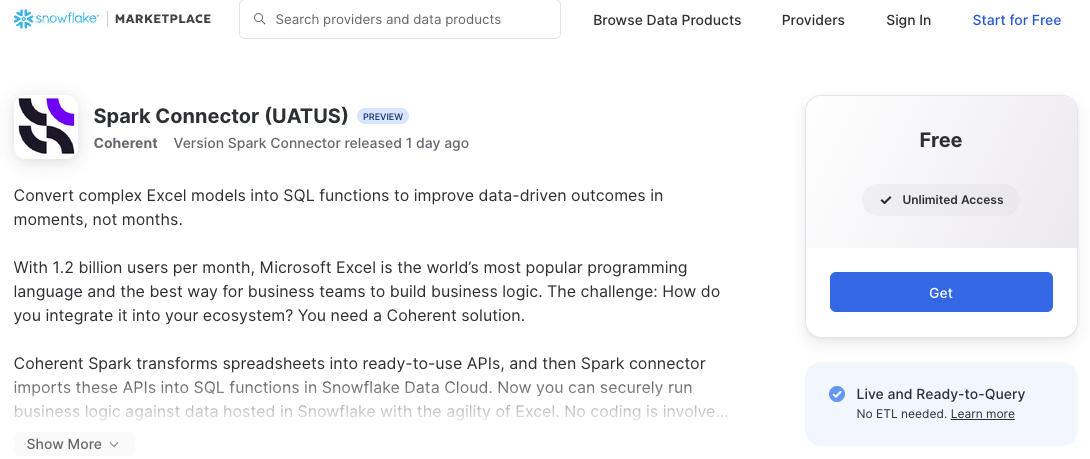 snowflake MARKETPLACE
Search providers and data products
Browse Data Products
Providers
Sign In
Start for Free
Spark Connector (UATUS) PREVIEW
Coherent Version Spark Connector released 1 day ago
Convert complex Excel models into SQL functions to improve data-driven outcomes in
moments, not months.
With 1.2 billion users per month, Microsoft Excel is the world’s most popular programming
language and the best way for business teams to build business logic. The challenge: How do
you integrate it into your ecosystem? You need a Coherent solution.
Coherent Spark transforms spreadsheets into ready-to-use APIs, and then Spark connector
imports these APIs into SQL functions in Snowflake Data Cloud. Now you can securely run
business logic against data hosted in Snowflake with the agility of Excel. No coding is involve...
Show More
Free
Unlimited Access
Get
Live and Ready-to-Query
No ETL needed. Learn more